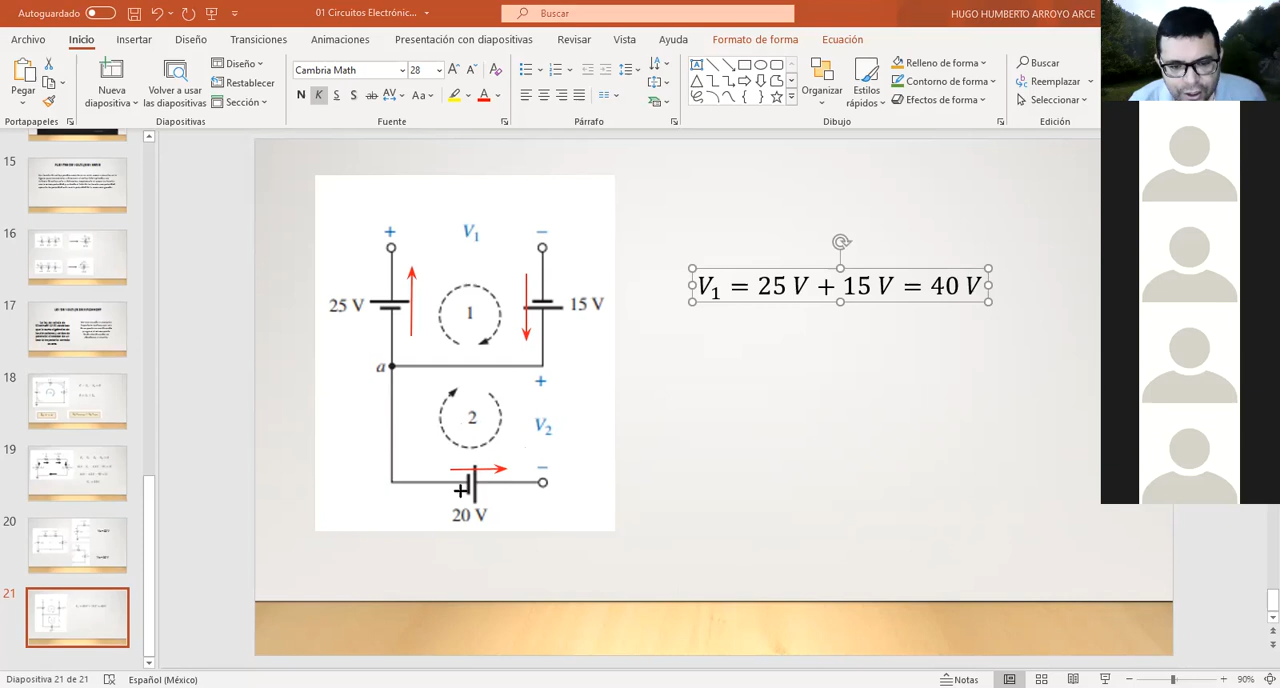 Autoguardado
01 Circuitos Electrónic...
Buscar
HUGO HUMBERTO ARROYO ARCE
Archivo Inicio Insertar Diseño Transiciones Animaciones Presentación con diapositivas Revisar Vista Ayuda Formato de forma Ecuación
Pegar
Nueva diapositiva
Volver a usar las diapositivas
Diseño
Restablecer
Sección
Cambria Math 28
N K S S ab AV Aa A
Organizar
Estilos rápidos
Relleno de forma
Contorno de forma
Efectos de forma
Buscar
Reemplazar
Seleccionar
Portapapeles Diapositivas Fuente Párrafo Dibujo Edición
15
16
17
18
19
20
21
+ V₁ −
25 V 1 15 V
a
+
2 V₂
−
20 V
V₁ = 25 V + 15 V = 40 V
Diapositiva 21 de 21 Español (México) Notas 90%